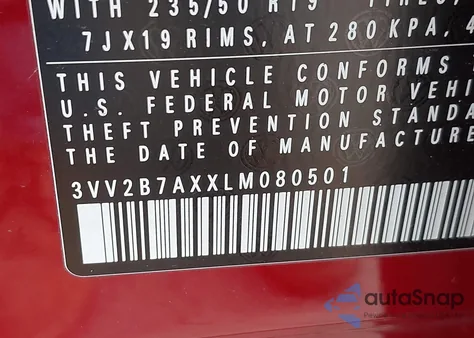 WITH 235/50 R19
7JX19 RIMS, AT 280 KPA, 4
THIS VEHICLE CONFORMS
U.S. FEDERAL MOTOR VEHI
THEFT PREVENTION STANDA
THE DATE OF MANUFACTURE
3VV2B7AXXLM080501
autoSnap